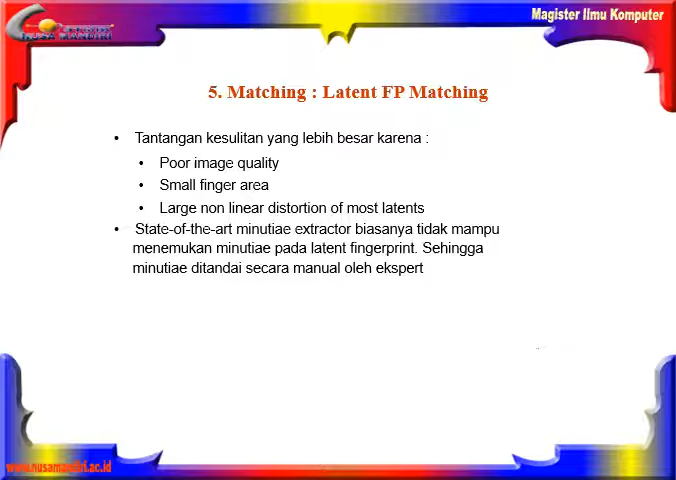 NUSA MANDIRI
Magister Ilmu Komputer
5. Matching : Latent FP Matching
• Tantangan kesulitan yang lebih besar karena :
• Poor image quality
• Small finger area
• Large non linear distortion of most latents
• State-of-the-art minutiae extractor biasanya tidak mampu
menemukan minutiae pada latent fingerprint. Sehingga
minutiae ditandai secara manual oleh ekspert
www.nusamandiri.ac.id